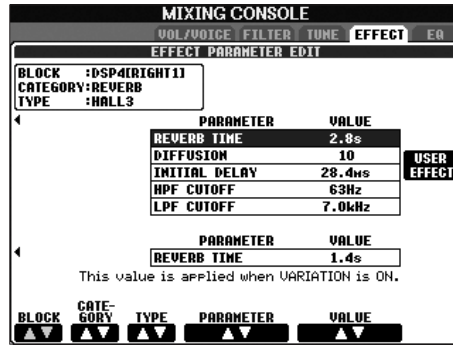 MIXING CONSOLE
VOL/VOICE FILTER TUNE EFFECT EQ
EFFECT PARAMETER EDIT
BLOCK :DSP4[RIGHT1]
CATEGORY:REVERB
TYPE :HALL3
PARAMETER VALUE
REVERB TIME 2.8s
DIFFUSION 10
INITIAL DELAY 28.4ms
HPF CUTOFF 63Hz
LPF CUTOFF 7.0kHz
USER
EFFECT
PARAMETER VALUE
REVERB TIME 1.4s
This value is applied when VARIATION is ON.
BLOCK CATE-
GORY TYPE PARAMETER VALUE